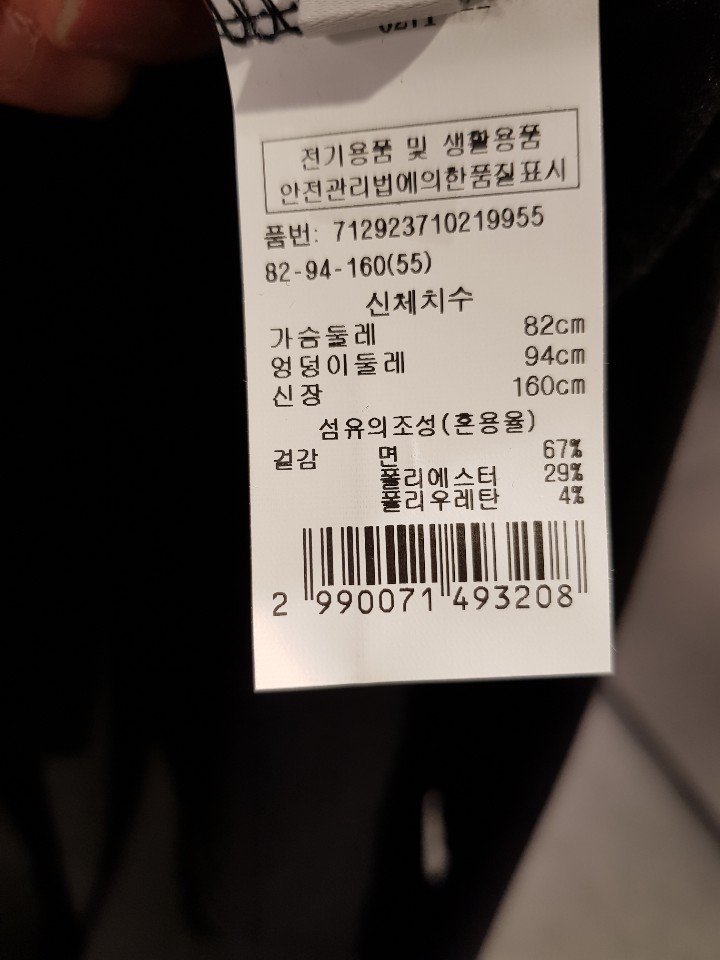 전기용품 및 생활용품
안전관리법에의한품질표시
품번: 712923710219955
82-94-160(55)
신체치수
가슴둘레 82cm
엉덩이둘레 94cm
신장 160cm
섬유의조성(혼용율)
겉감 면 67%
폴리에스터 29%
폴리우레탄 4%
2 990071 493208